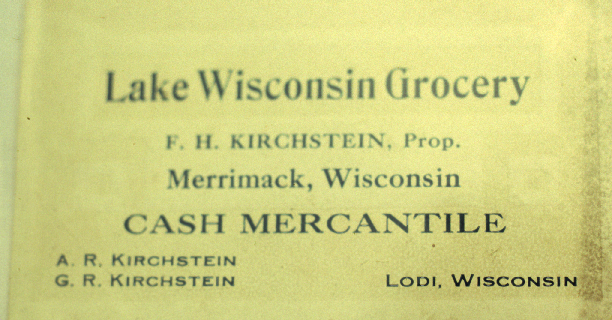 Lake Wisconsin Grocery
F. H. KIRCHSTEIN, Prop.
Merrimack, Wisconsin
CASH MERCANTILE
A. R. KIRCHSTEIN
G. R. KIRCHSTEIN LODI, WISCONSIN